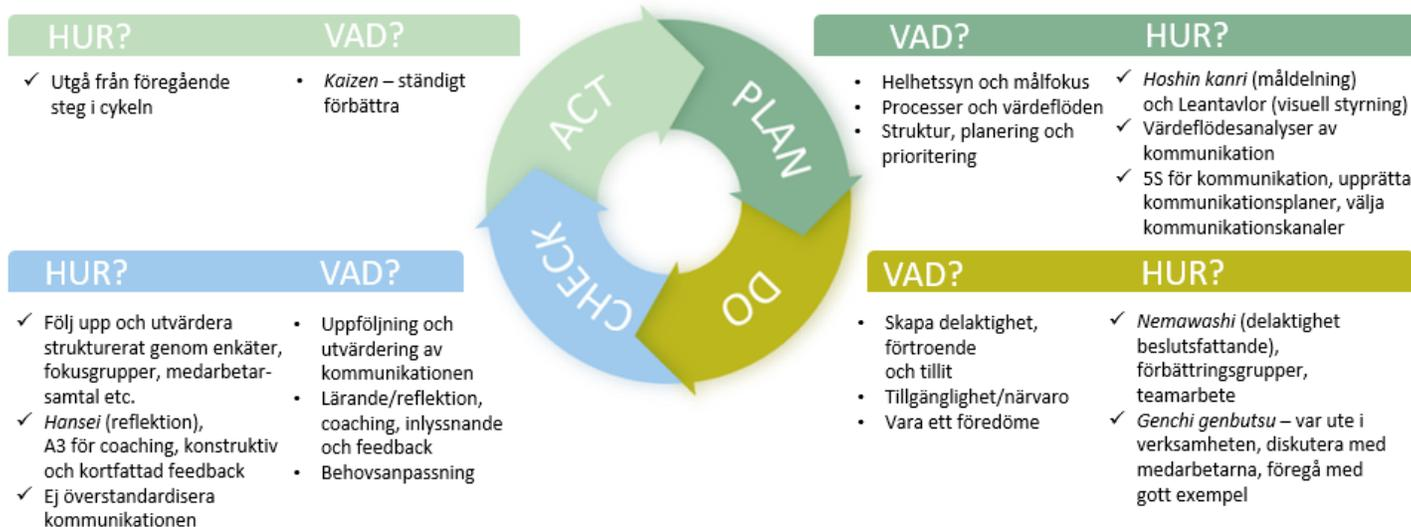 HUR?
VAD?
Utgå från föregående
steg i cykeln
Kaizen – ständigt
förbättra
ACT
PLAN
DO
CHECK
VAD?
HUR?
Helhetssyn och målfokus
Processer och värdeflöden
Struktur, planering och
prioritering
Hoshin kanri (måldelning)
och Leantavlor (visuell styrning)
Värdeflödesanalyser av
kommunikation
5S för kommunikation, upprätta
kommunikationsplaner, välja
kommunikationskanaler
HUR?
VAD?
Följ upp och utvärdera
strukturerat genom enkäter,
fokusgrupper, medarbetar-
samtal etc.
Hansei (reflektion),
A3 för coaching, konstruktiv
och kortfattad feedback
Ej överstandardisera
kommunikationen
Uppföljning och
utvärdering av
kommunikationen
Lärande/reflektion,
coaching, inlyssnande
och feedback
Behovsanpassning
VAD?
HUR?
Skapa delaktighet,
förtroende
och tillit
Tillgänglighet/närvaro
Vara ett föredöme
Nemawashi (delaktighet
beslutsfattande),
förbättringsgrupper,
teamarbete
Genchi genbutsu – var ute i
verksamheten, diskutera med
medarbetarna, föregå med
gott exempel